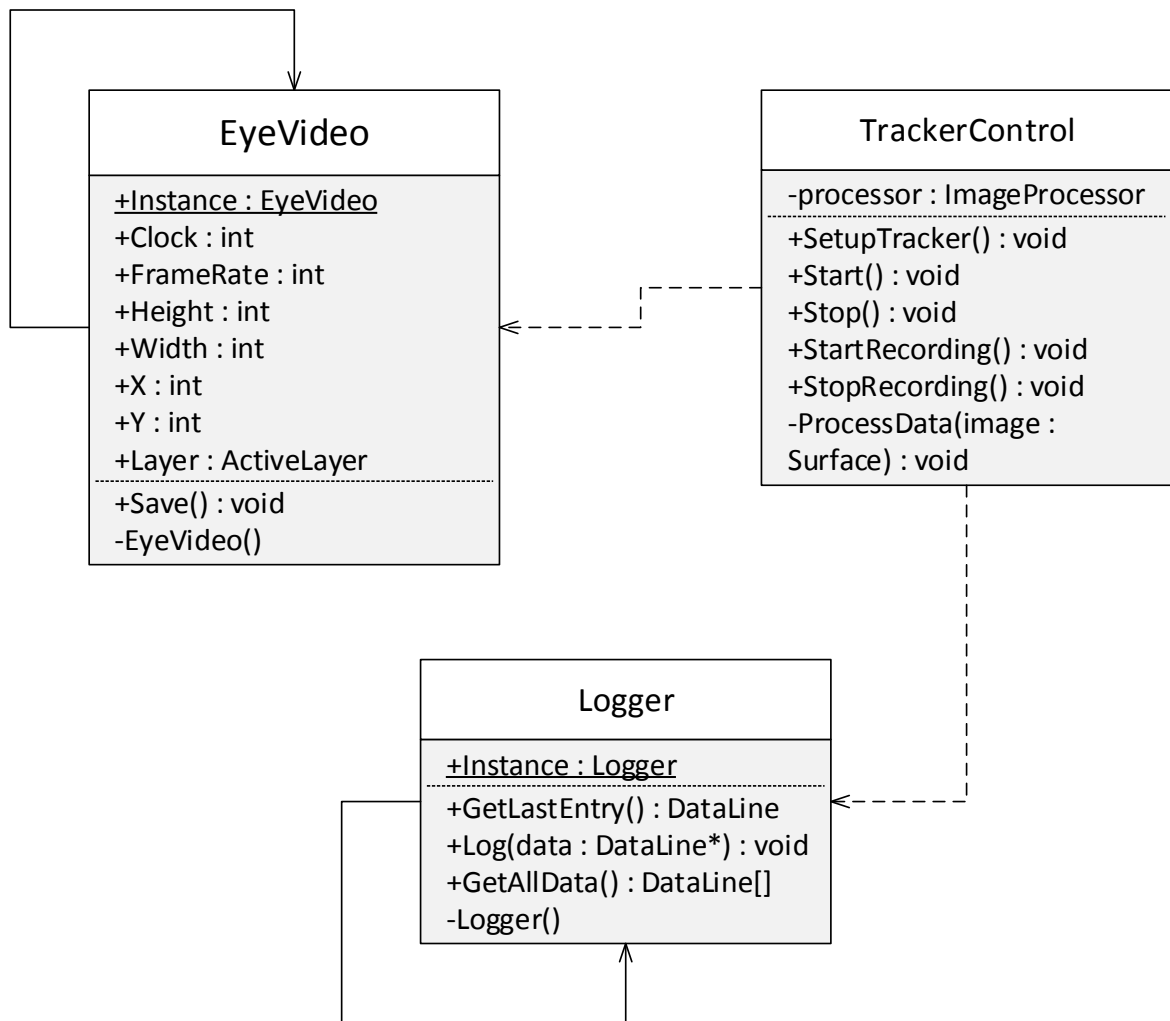 EyeVideo
+Instance : EyeVideo
+Clock : int
+FrameRate : int
+Height : int
+Width : int
+X : int
+Y : int
+Layer : ActiveLayer
+Save() : void
-EyeVideo()
TrackerControl
-processor : ImageProcessor
+SetupTracker() : void
+Start() : void
+Stop() : void
+StartRecording() : void
+StopRecording() : void
-ProcessData(image :
Surface) : void
Logger
+Instance : Logger
+GetLastEntry() : DataLine
+Log(data : DataLine*) : void
+GetAllData() : DataLine[]
-Logger()